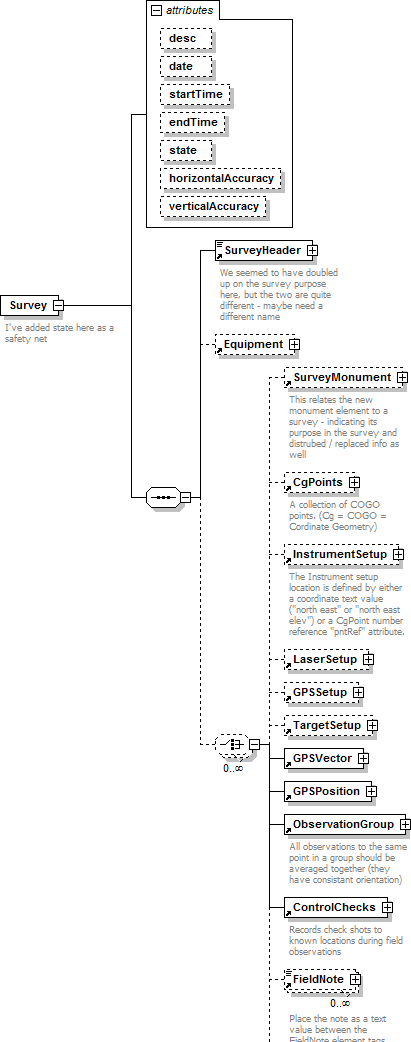 attributes
desc
date
startTime
endTime
state
horizontalAccuracy
verticalAccuracy
Survey
I've added state here as a
safety net
SurveyHeader
We seemed to have doubled
up on the survey purpose
here, but the two are quite
different - maybe need a
different name
Equipment
SurveyMonument
This relates the new
monument element to a
survey - indicating its
purpose in the survey and
distrubed / replaced info as
well
CgPoints
A collection of COGO
points. (Cg = COGO =
Cordinate Geometry)
InstrumentSetup
The Instrument setup
location is defined by either
a coordinate text value
("north east" or "north east
elev") or a CgPoint number
reference "pntRef" attribute.
LaserSetup
GPSSetup
TargetSetup
0..∞
GPSVector
GPSPosition
ObservationGroup
All observations to the same
point in a group should be
averaged together (they
have consistant orientation)
ControlChecks
Records check shots to
known locations during field
observations
FieldNote
0..∞
Place the note as a text
value between the
FieldNote element tags